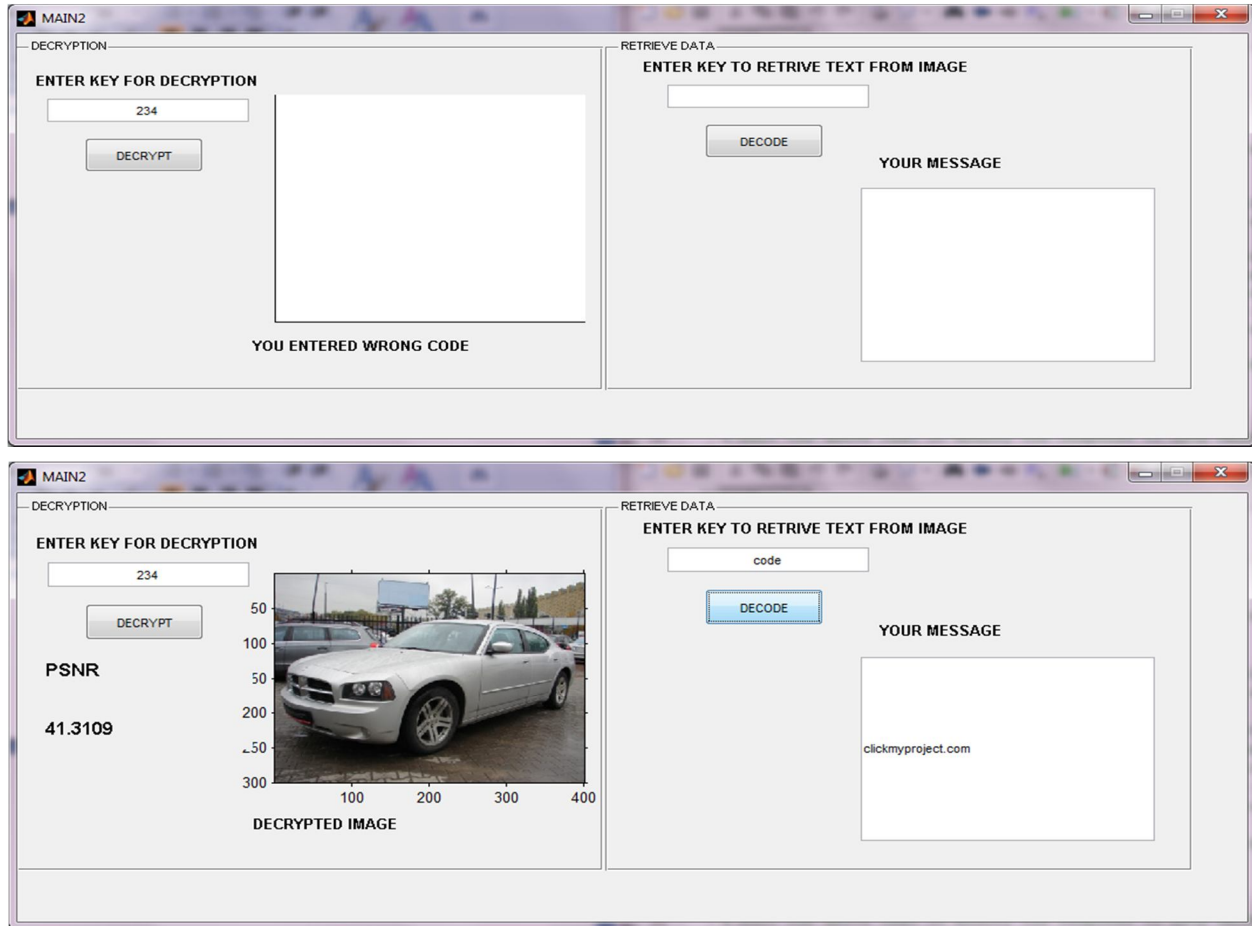 MAIN2
DECRYPTION
ENTER KEY FOR DECRYPTION
234
DECRYPT
YOU ENTERED WRONG CODE
RETRIEVE DATA
ENTER KEY TO RETRIVE TEXT FROM IMAGE
DECODE
YOUR MESSAGE
MAIN2
DECRYPTION
ENTER KEY FOR DECRYPTION
234
DECRYPT
PSNR
41.3109
50
100
50
200
50
300
100 200 300 400
DECRYPTED IMAGE
RETRIEVE DATA
ENTER KEY TO RETRIVE TEXT FROM IMAGE
code
DECODE
YOUR MESSAGE
clickmyproject.com